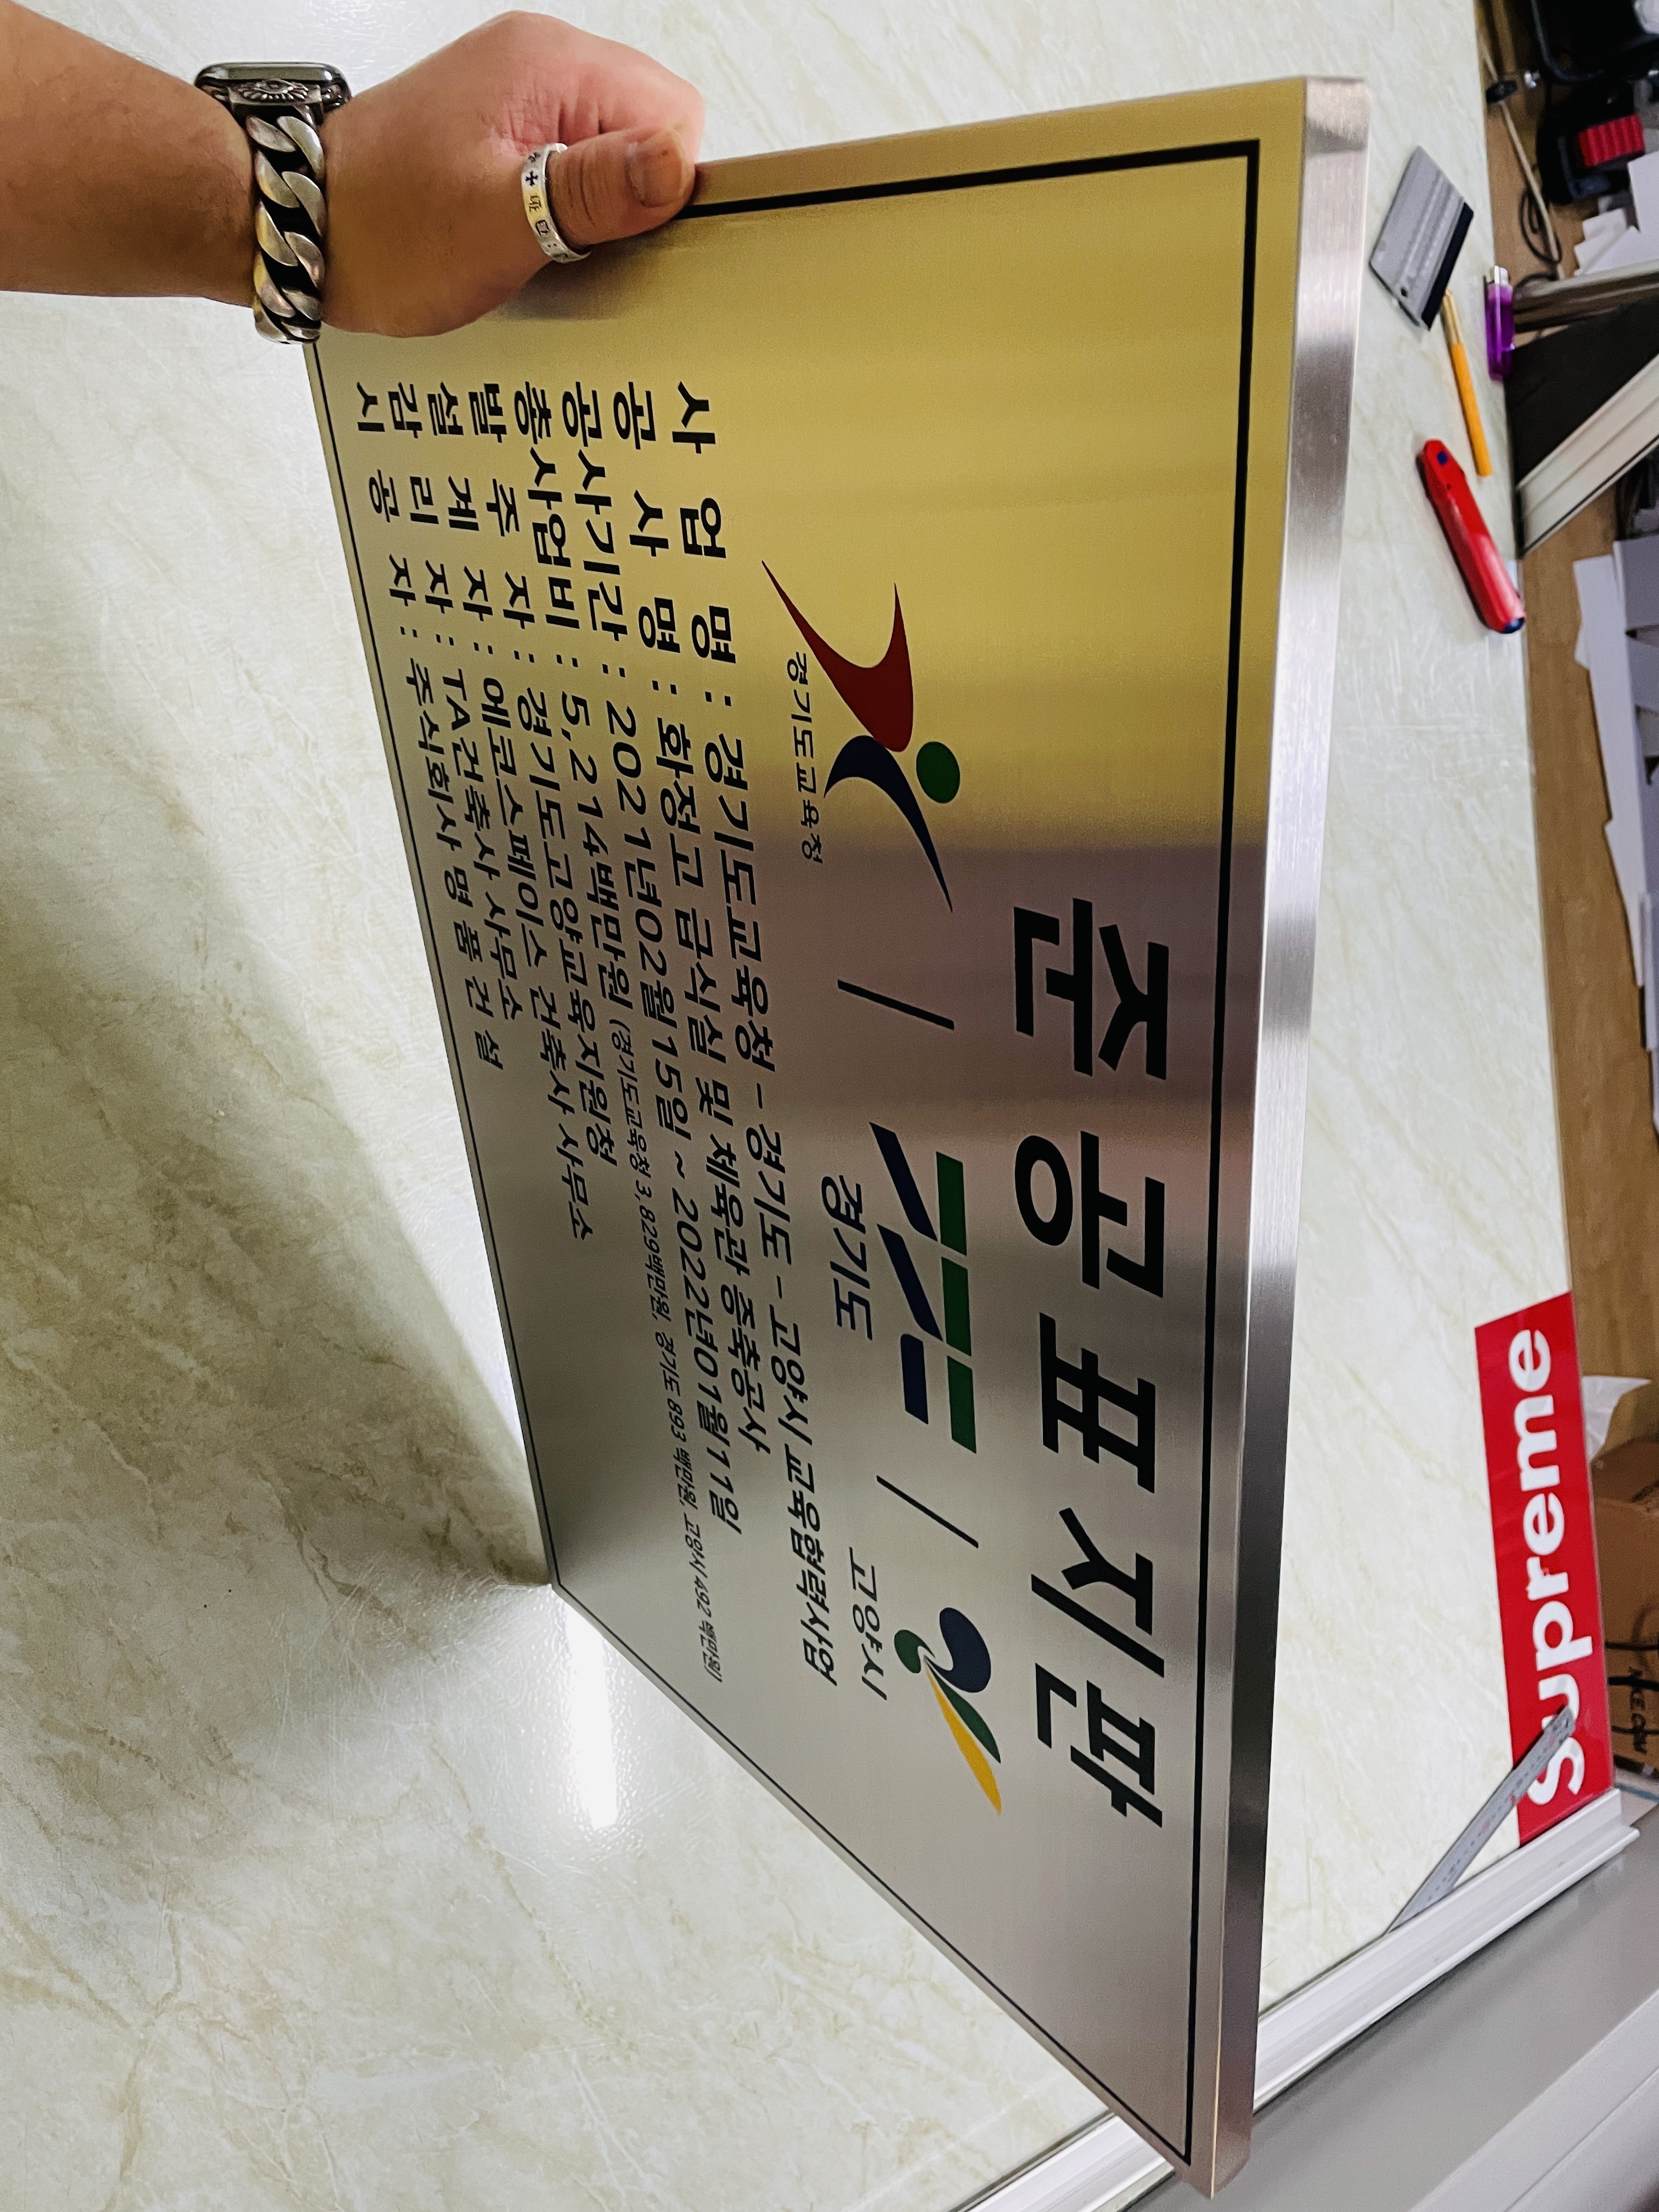 준공표지판
경기도교육청 / 경기도 / 고양시
사 업 명 : 경기도교육청 - 경기도 - 고양시 교육협력사업
공 사 명 : 화정고 급식실 및 체육관 증축공사
공사기간 : 2021년02월15일 ~ 2022년01월11일
총사업비 : 5,214백만원 (경기도교육청 3,829백만원, 경기도 893 백만원, 고양시 492 백만원)
발 주 자 : 경기도고양교육지원청
설 계 자 : 에코스페이스 건축사 사무소
감 리 자 : TA건축사 사무소
시 공 자 : 주식회사 명 품 건 설
Supreme